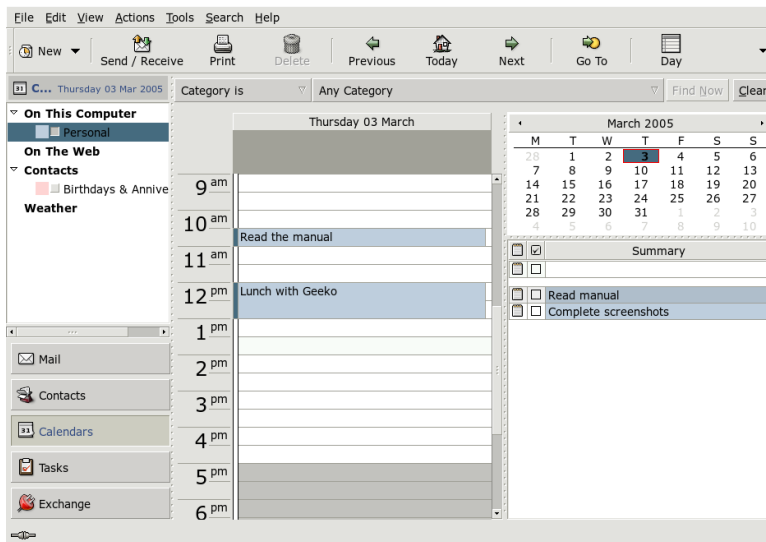 File Edit View Actions Tools Search Help
New Send / Receive Print Delete Previous Today Next Go To Day
31 C... Thursday 03 Mar 2005 Category is Any Category Find Now Clear
On This Computer
Personal
On The Web
Contacts
Birthdays & Annive
Weather
Mail
Contacts
31 Calendars
Tasks
Exchange
Thursday 03 March
9 am
10 am
Read the manual
11 am
12 pm Lunch with Geeko
1 pm
2 pm
3 pm
4 pm
5 pm
6 pm
March 2005
M T W T F S S
28 1 2 3 4 5 6
7 8 9 10 11 12 13
14 15 16 17 18 19 20
21 22 23 24 25 26 27
28 29 30 31 1 2 3
4 5 6 7 8 9 10
Summary
Read manual
Complete screenshots